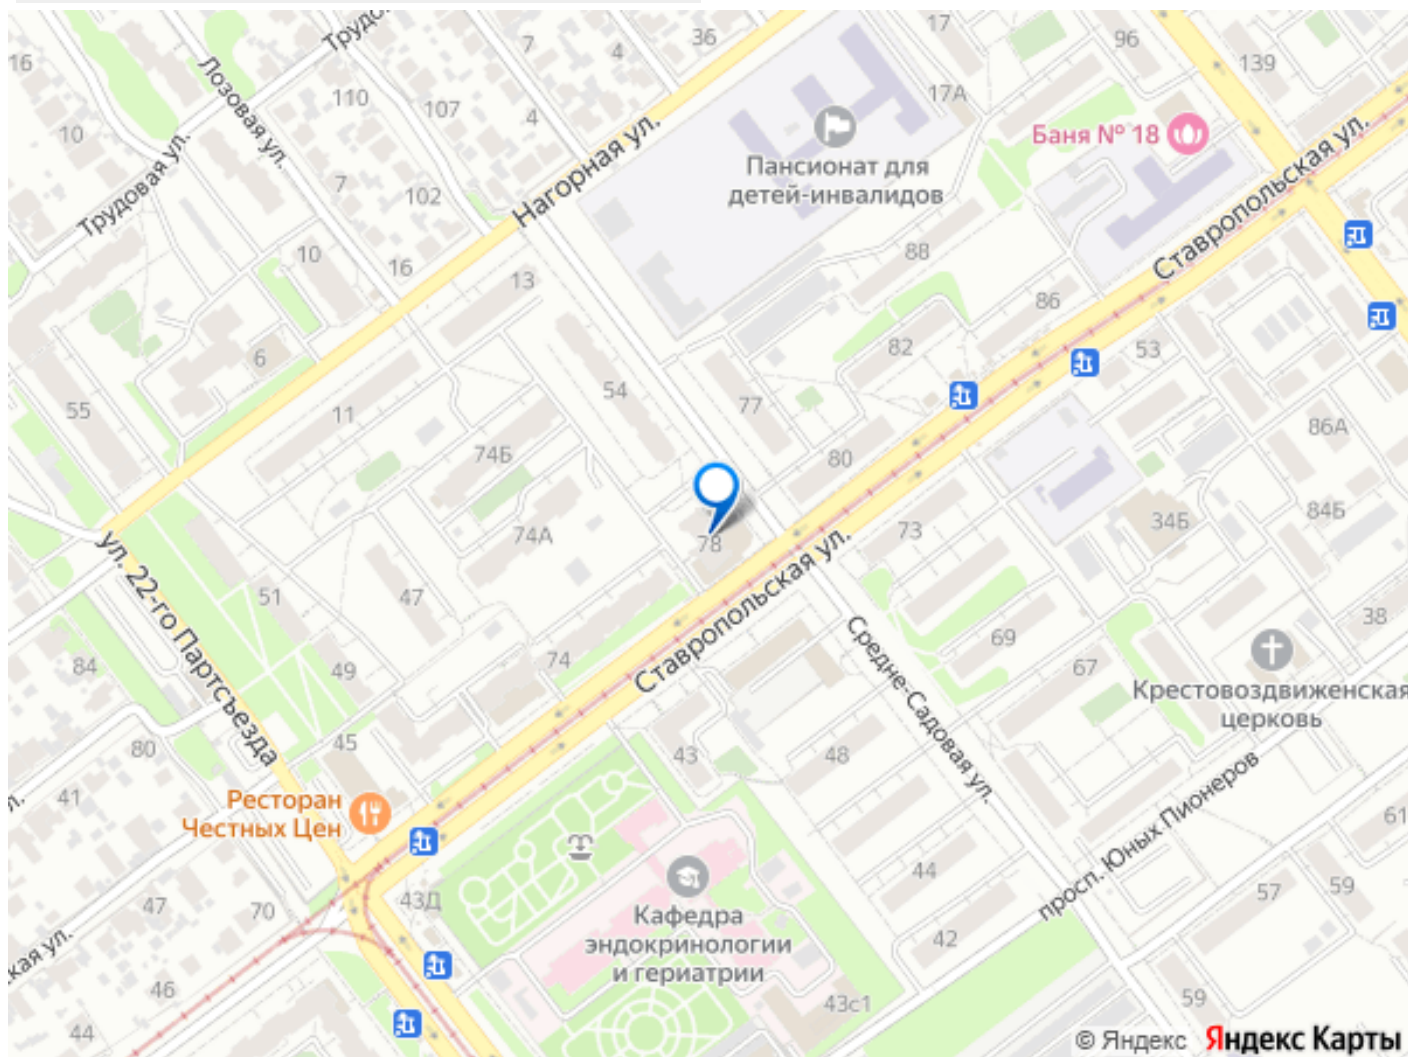 16
Трудо
7
4
36
17
96
139
Лозовая ул.
110
107
4
17А
10
Нагорная ул.
Баня № 18
Ставропольская ул.
Пансионат для
детей-инвалидов
Трудовая ул.
7
102
10
16
13
88
86
6
82
53
55
11
54
77
86А
74Б
80
74А
78
73
34Б
84Б
ул. 22-го Партсъезда
51
47
Ставропольская ул.
Средне-Садовая ул.
69
38
84
49
74
67
Крестовоздвиженская
церковь
80
45
43
48
41
л.
Ресторан
Честных Цен
просп. Юных Пионеров
61
47
70
43Д
44
57
59
Кафедра
эндокринологии
и гериатрии
42
кая ул.
46
43с1
59
44
© Яндекс Яндекс Карты